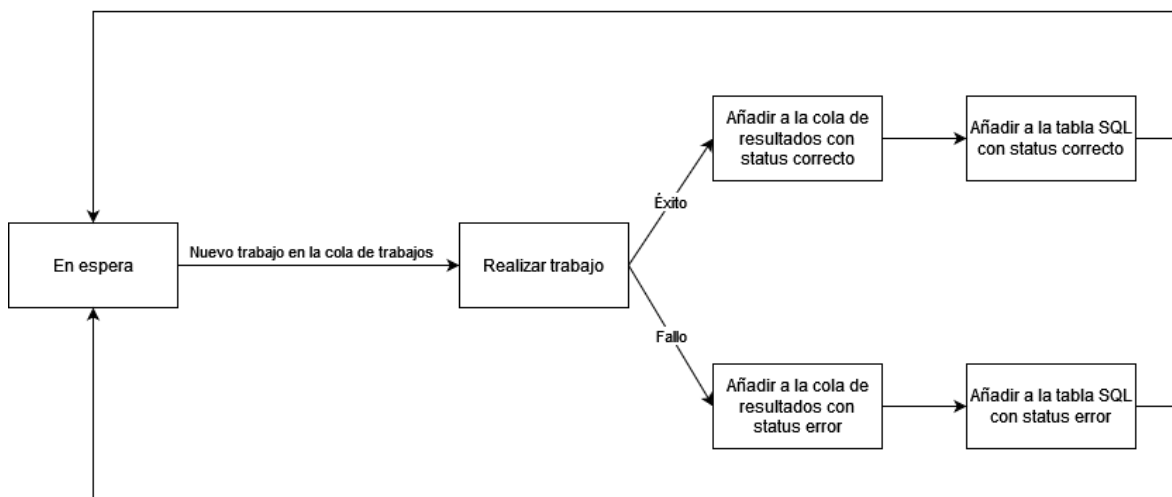 Añadir a la cola de
resultados con
status correcto
Añadir a la tabla SQL
con status correcto
Éxito
En espera
Nuevo trabajo en la cola de trabajos
Realizar trabajo
Fallo
Añadir a la cola de
resultados con
status error
Añadir a la tabla SQL
con status error